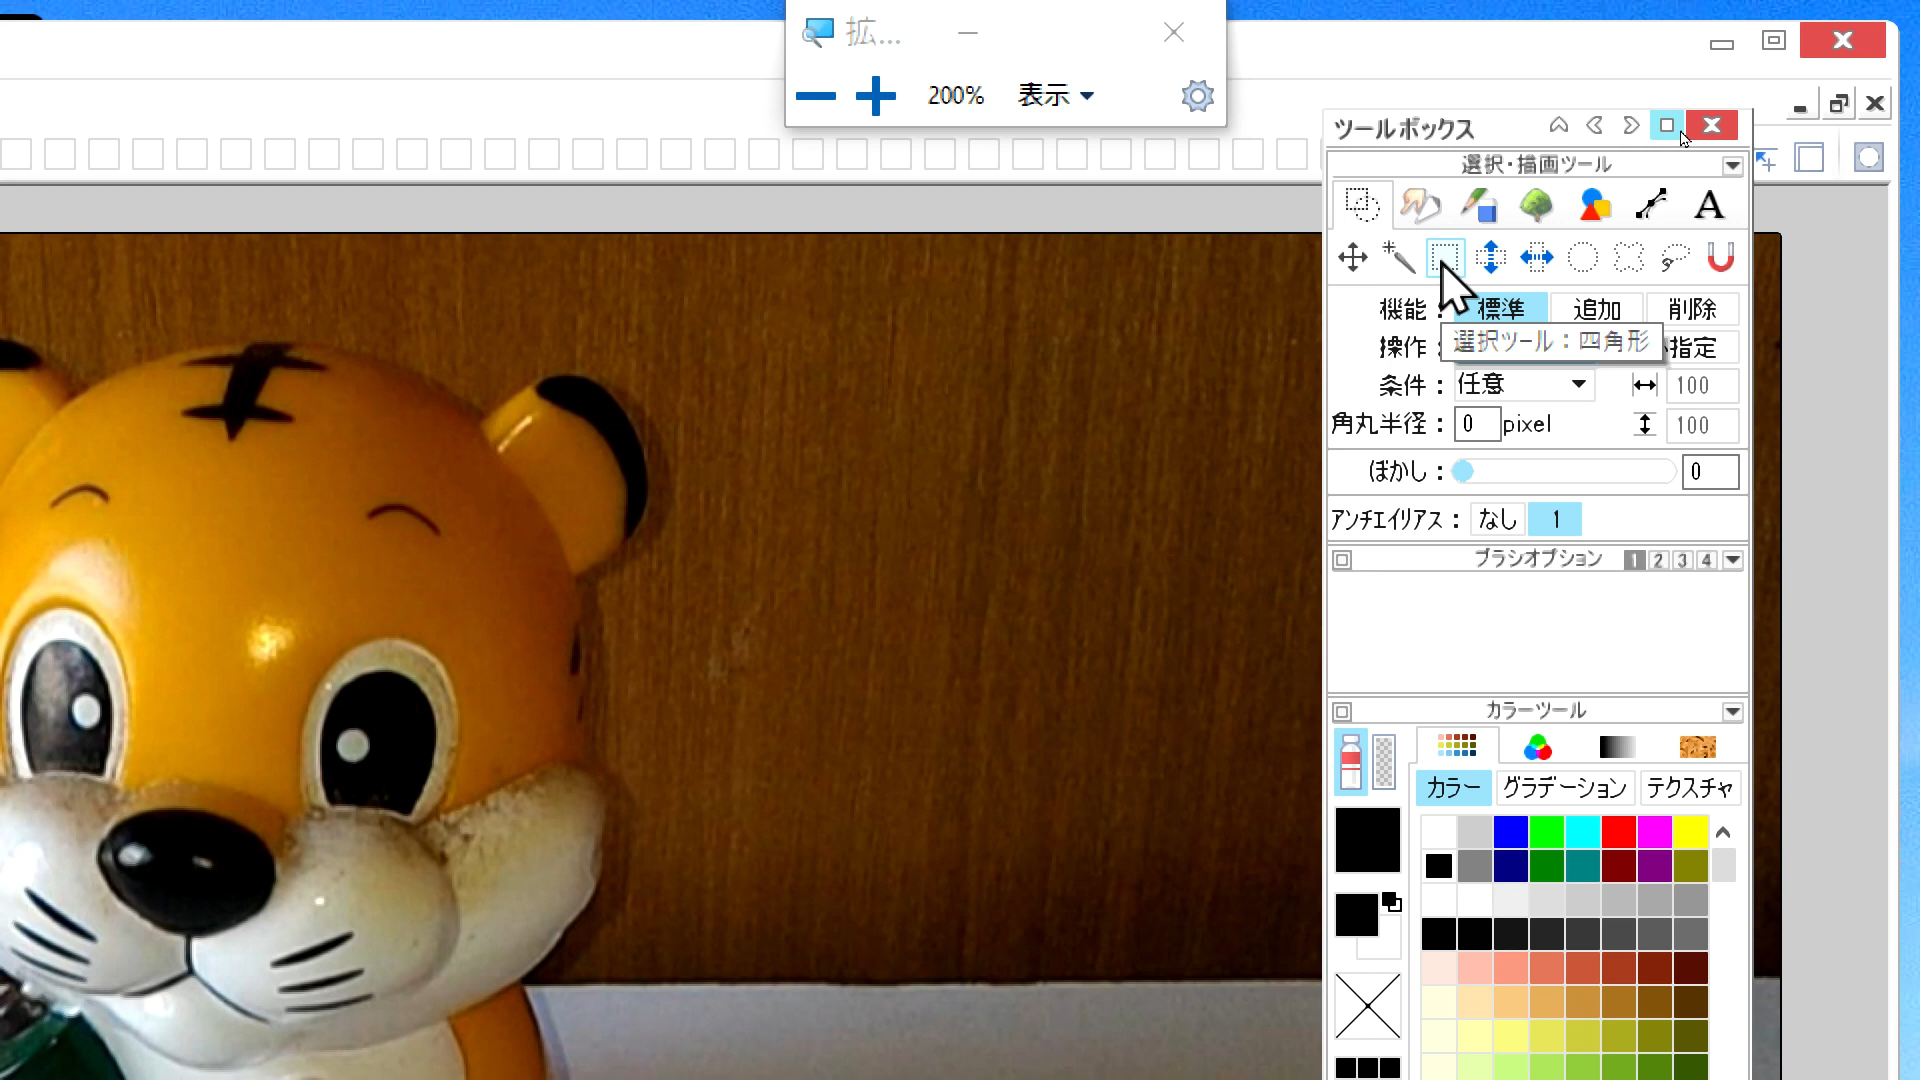 拡...
200% 表示
ツールボックス
選択・描画ツール
A
機能: 標準 追加 削除
選択ツール:四角形
操作: 指定
条件: 任意 100
角丸半径: 0 pixel 100
ぼかし: 0
アンチエイリアス: なし 1
ブラシオプション 1 2 3 4
カラーツール
カラー グラデーション テクスチャ